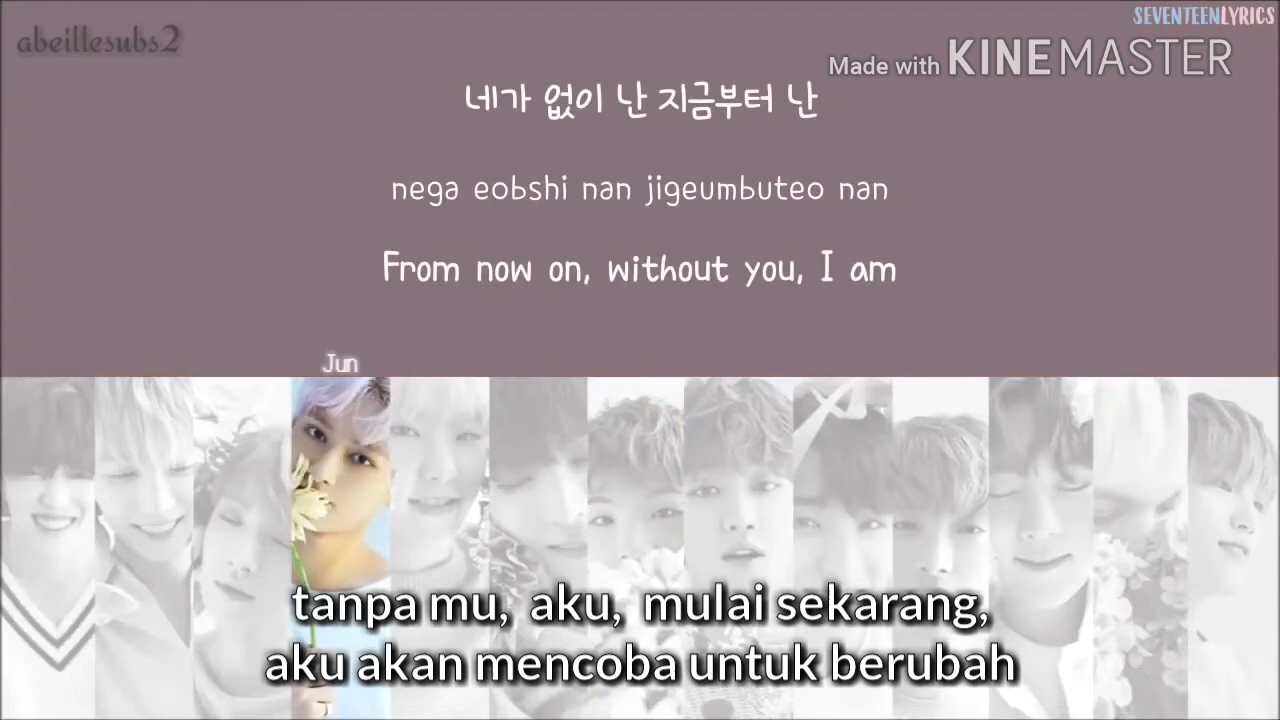 SEVENTEENLYRICS
abeillesubs2
Made with KINEMASTER
네가 없이 난 지금부터 난
nega eobshi nan jigeumbuteo nan
From now on, without you, I am
Jun
tanpa mu, aku, mulai sekarang,
aku akan mencoba untuk berubah